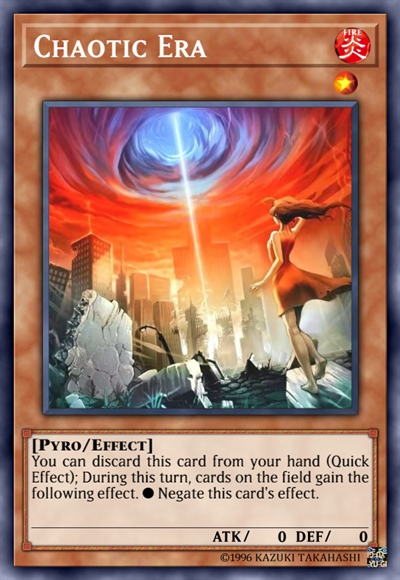 Chaotic Era
FIRE
炎
[Pyro/Effect]
You can discard this card from your hand (Quick
Effect); During this turn, cards on the field gain the
following effect. ● Negate this card's effect.
ATK/ 0 DEF/ 0
©1996 KAZUKI TAKAHASHI